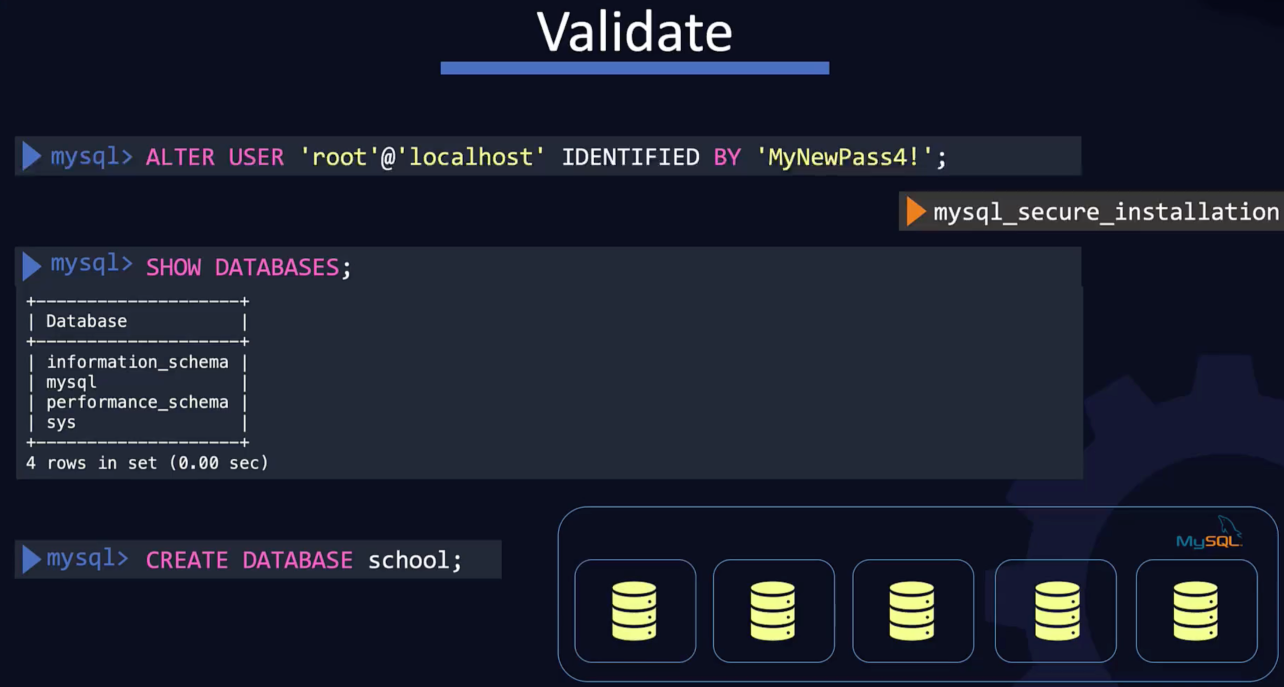 Validate
mysql> ALTER USER 'root'@'localhost' IDENTIFIED BY 'MyNewPass4!';
mysql_secure_installation
mysql> SHOW DATABASES;
+--------------------+
| Database           |
+--------------------+
| information_schema |
| mysql              |
| performance_schema |
| sys                |
+--------------------+
4 rows in set (0.00 sec)
mysql> CREATE DATABASE school;
MySQL